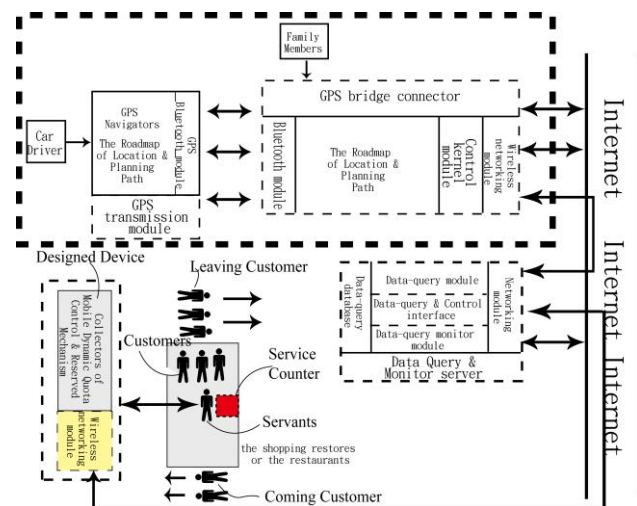 Family
Members
GPS bridge connector
Car
Driver
GPS
Navigators
The Roadmap
of Location &
Planning
Path
GPS
Bluetooth module
GPS
transmission
module
Bluetooth module
The Roadmap
of Location &
Planning
Path
Control
kernel
module
Wireless
networking
module
Internet
Designed Device
Collectors of
Mobile Dynamic Quota
Control & Reserved
Mechanism
Wireless
networking
module
Leaving Customer
Customers
Service
Counter
Servants
the shopping restores
or the restaurants
Coming Customer
Data-query
database
Data-query module
Data-query & Control
interface
Data-query monitor
module
Networking
module
Data Query &
Monitor server
Internet
Internet